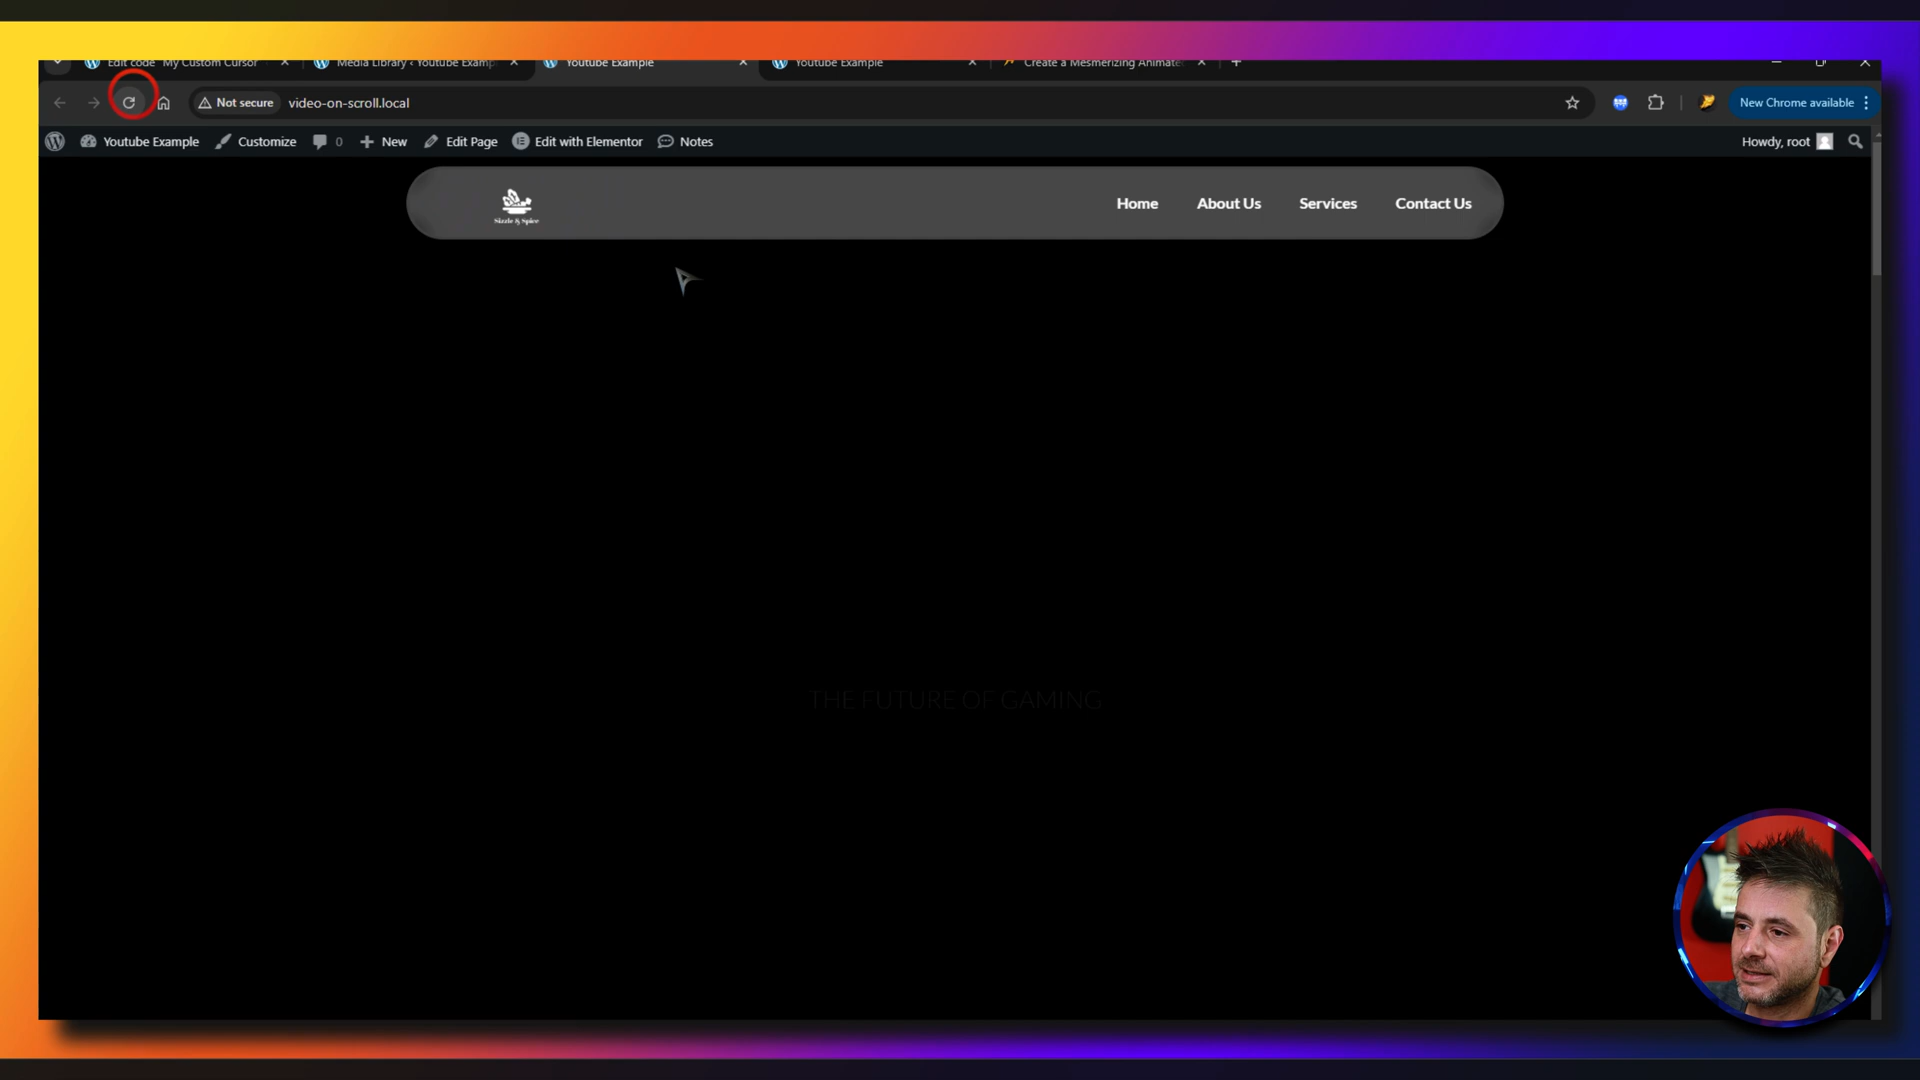 Edit code  My Custom Cursor
Media Library ‹ Youtube Examp
Youtube Example
Youtube Example
Create a Mesmerizing Animate
Not secure
video-on-scroll.local
New Chrome available
Youtube Example
Customize
0
New
Edit Page
Edit with Elementor
Notes
Howdy, root
Sizzle & Spice
Home
About Us
Services
Contact Us
THE FUTURE OF GAMING